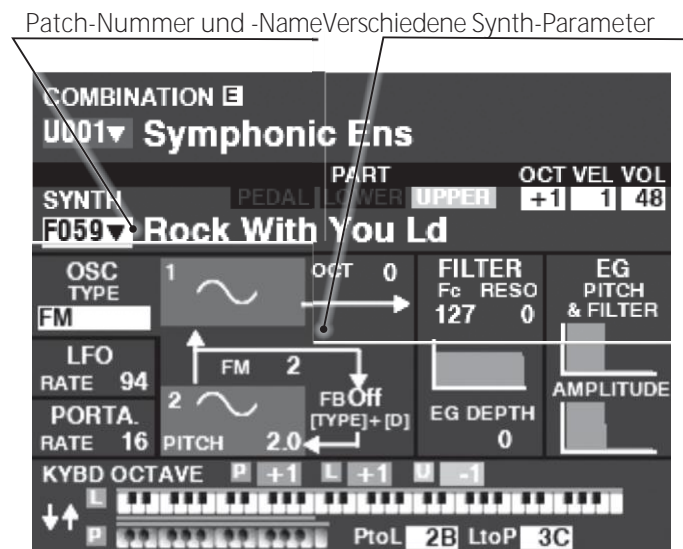 Patch-Nummer und -Name Verschiedene Synth-Parameter
COMBINATION E
U001▼ Symphonic Ens
PART OCT VEL VOL
SYNTH PEDAL LOWER UPPER +1 1 48
F059▼ Rock With You Ld
OSC 1 OCT 0 FILTER EG
TYPE Fc RESO PITCH
FM 127 0 & FILTER
LFO FM 2
RATE 94 AMPLITUDE
2 FB Off
PORTA. [TYPE]+[D] EG DEPTH
RATE 16 PITCH 2.0 0
KYBD OCTAVE P +1 L +1 U -1
L
P PtoL 2B LtoP 3C